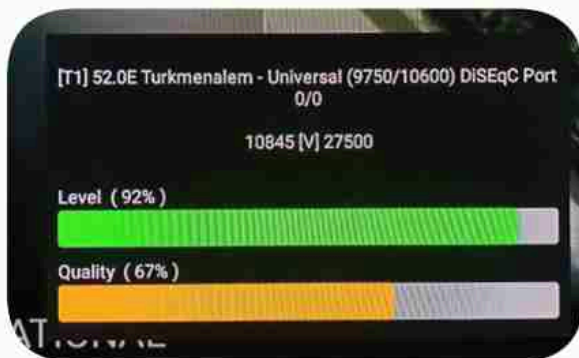 [T1] 52.0E Turkmenalem - Universal (9750/10600) DiSEqC Port
0/0
10845 [V] 27500
Level ( 92% )
Quality ( 67% )